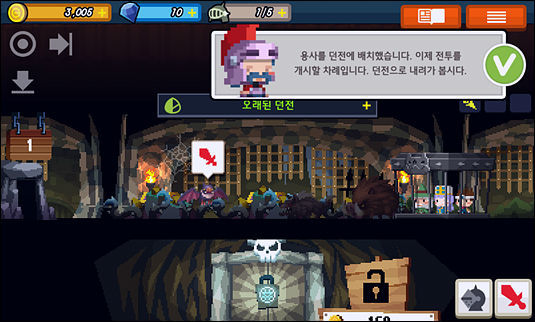 3,005 +
10 +
1/5 +
용사를 던전에 배치했습니다. 이제 전투를
개시할 차례입니다. 던전으로 내려가 봅시다.
오래된 던전 +
1